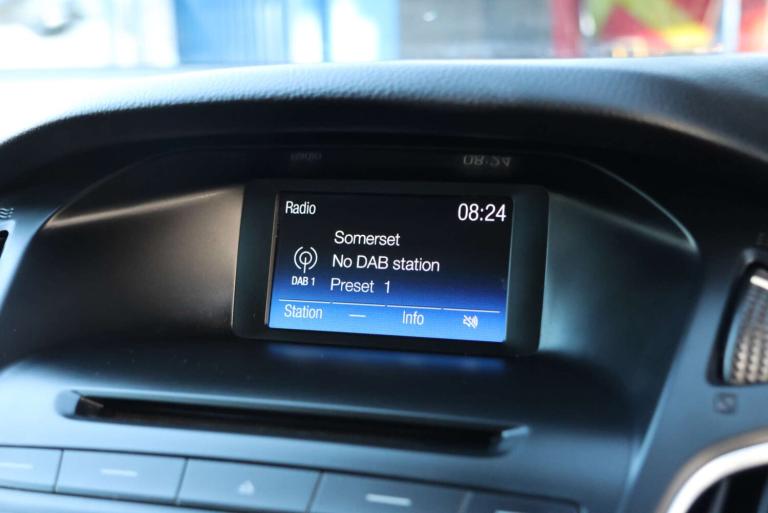 Radio 08:24
Somerset
No DAB station
DAB 1 Preset 1
Station — Info